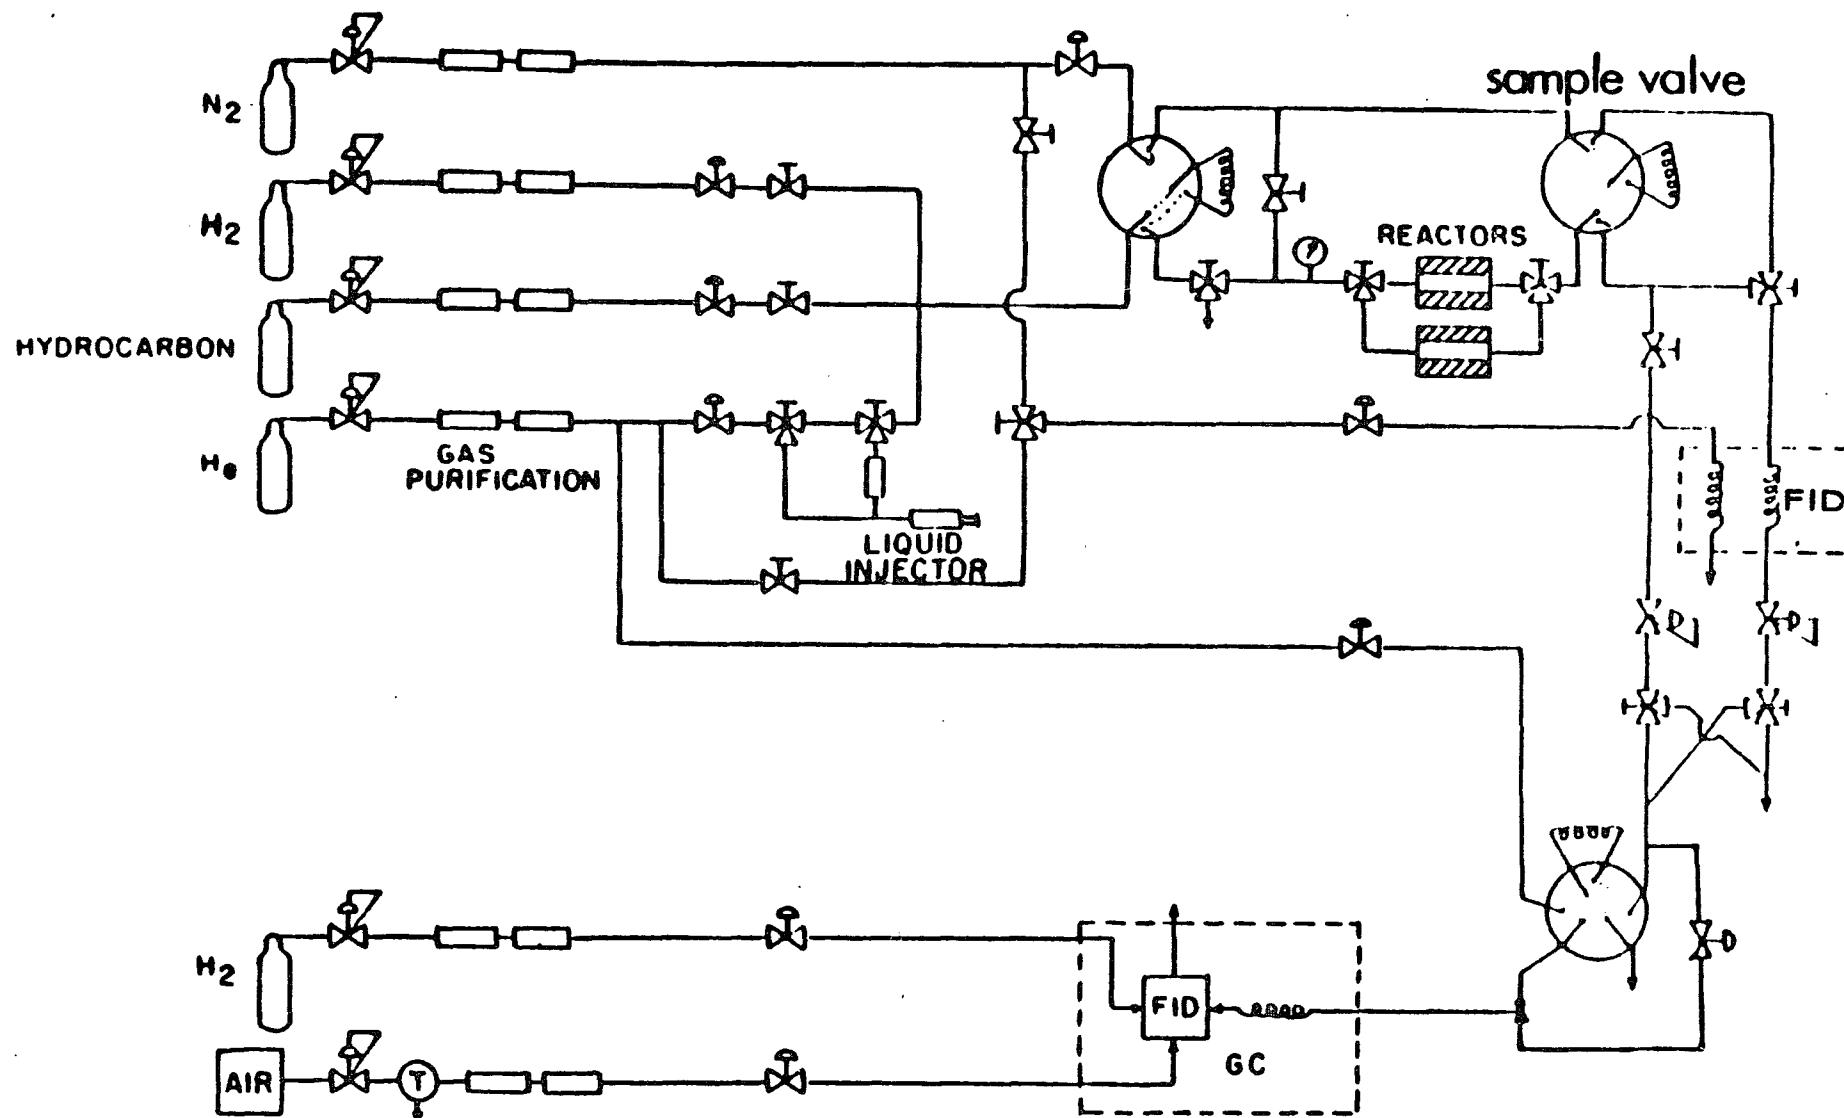 sample valve
N2
H2
REACTORS
HYDROCARBON
He
GAS
PURIFICATION
FID
LIQUID
INJECTOR
H2
FID
GC
AIR
T